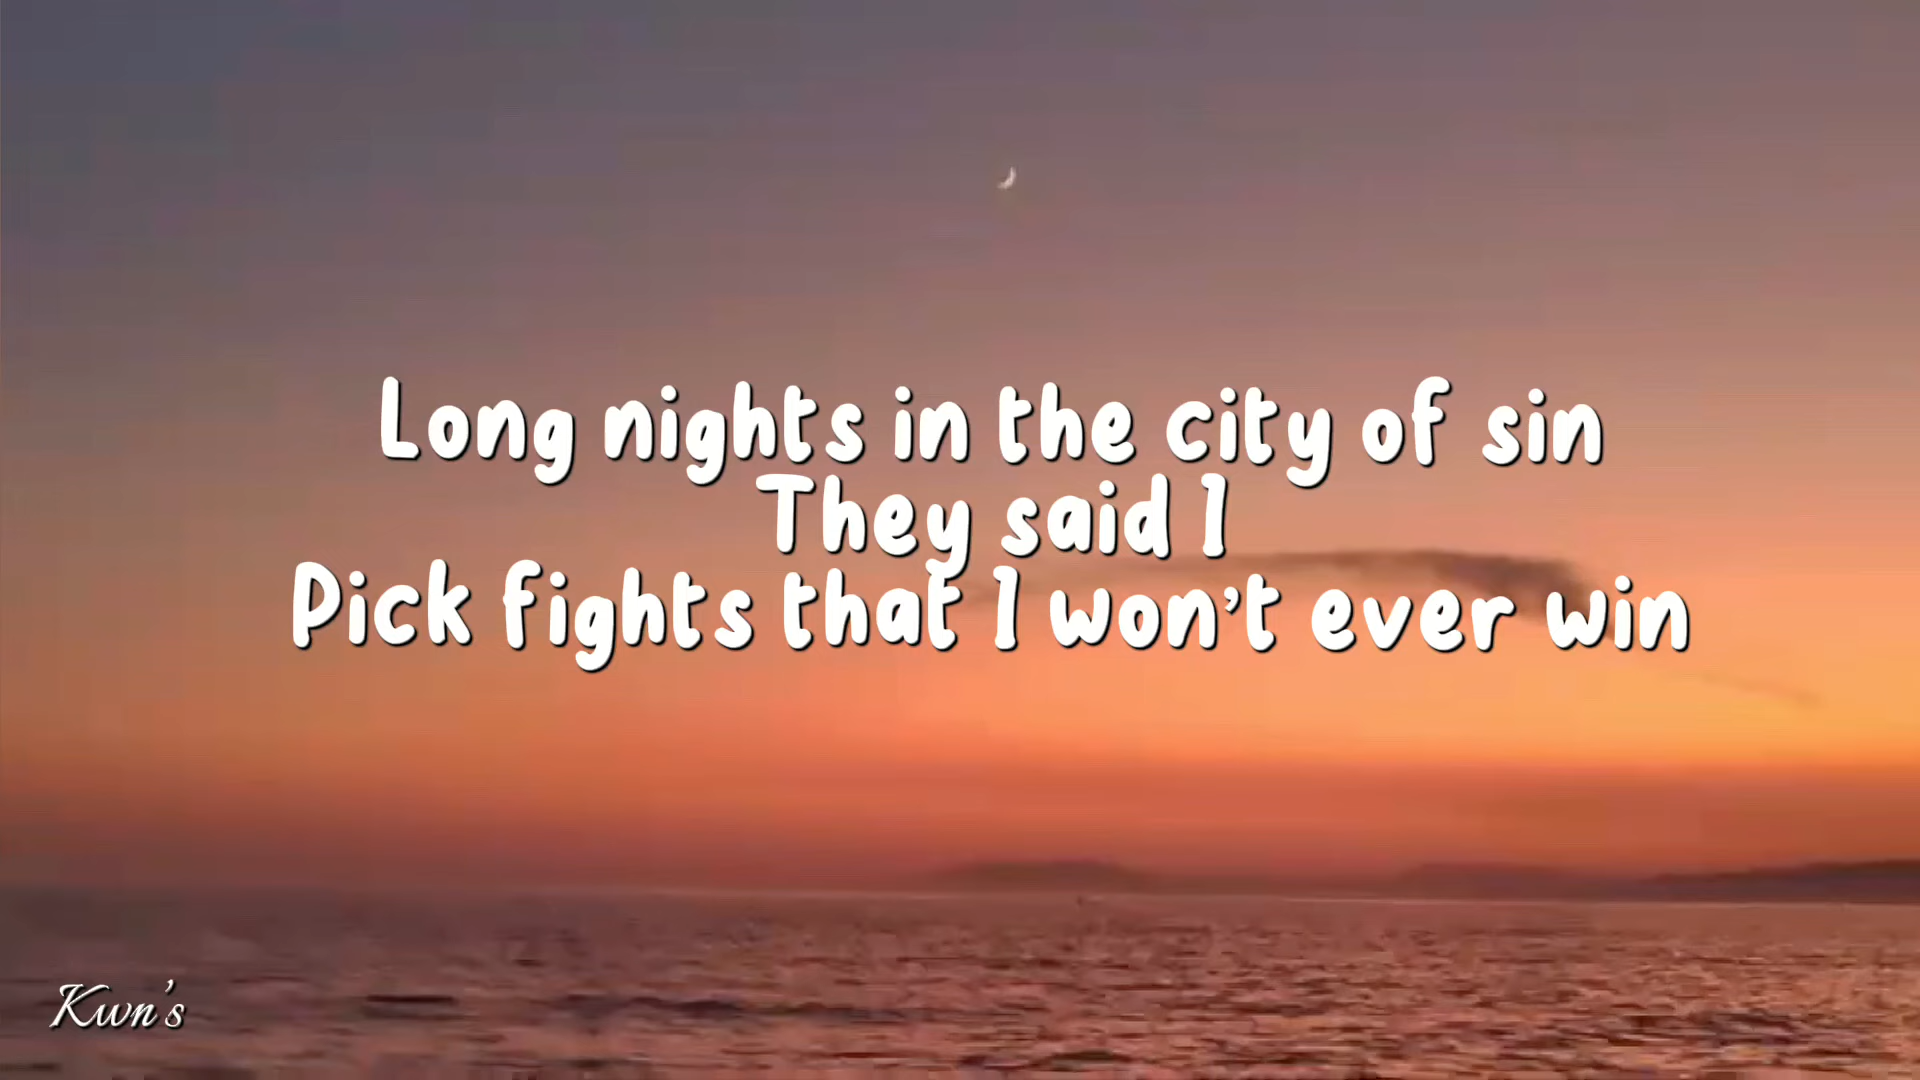 Long nights in the city of sin
They said I
Pick fights that I won't ever win
Kwn's